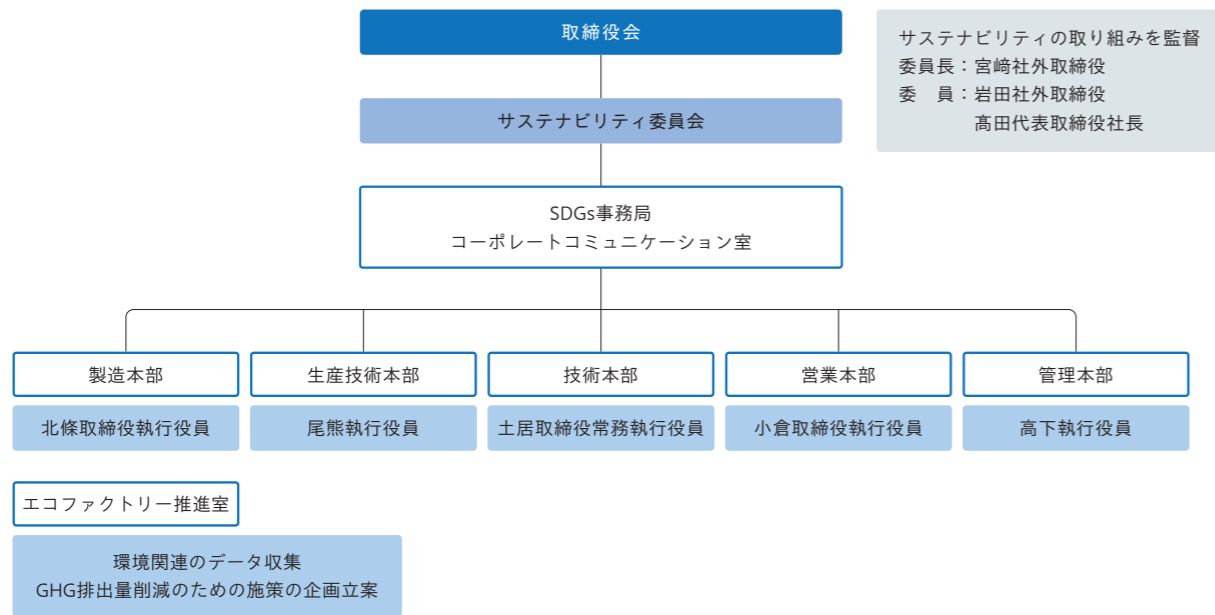 取締役会
サステナビリティの取り組みを監督
委員長：宮﨑社外取締役
委　員：岩田社外取締役
髙田代表取締役社長
サステナビリティ委員会
SDGs事務局
コーポレートコミュニケーション室
製造本部
生産技術本部
技術本部
営業本部
管理本部
北條取締役執行役員
尾熊執行役員
土居取締役常務執行役員
小倉取締役執行役員
高下執行役員
エコファクトリー推進室
環境関連のデータ収集
GHG排出量削減のための施策の企画立案